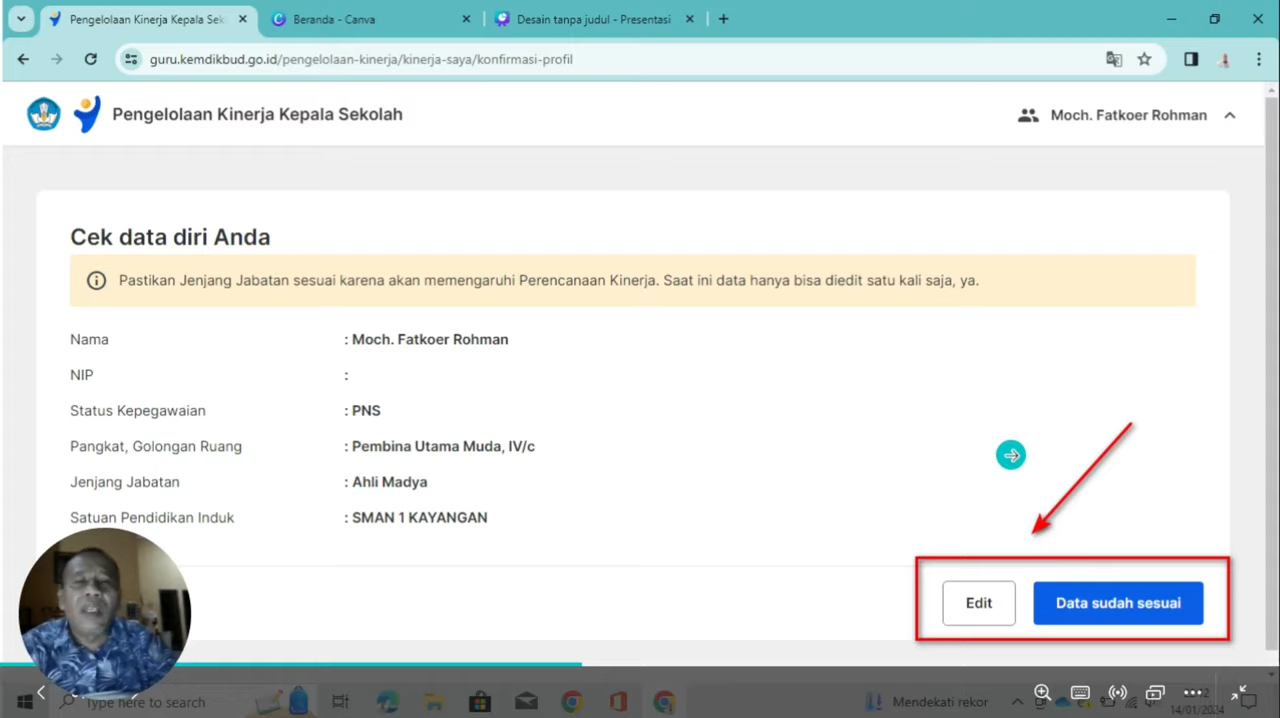 Pengelolaan Kinerja Kepala Sek
Beranda - Canva
Desain tanpa judul - Presentasi
guru.kemdikbud.go.id/pengelolaan-kinerja/kinerja-saya/konfirmasi-profil
Pengelolaan Kinerja Kepala Sekolah
Moch. Fatkoer Rohman
Cek data diri Anda
Pastikan Jenjang Jabatan sesuai karena akan memengaruhi Perencanaan Kinerja. Saat ini data hanya bisa diedit satu kali saja, ya.
Nama : Moch. Fatkoer Rohman
NIP :
Status Kepegawaian : PNS
Pangkat, Golongan Ruang : Pembina Utama Muda, IV/c
Jenjang Jabatan : Ahli Madya
Satuan Pendidikan Induk : SMAN 1 KAYANGAN
Edit
Data sudah sesuai
Type here to search
Mendekati rekor
14/01/2024